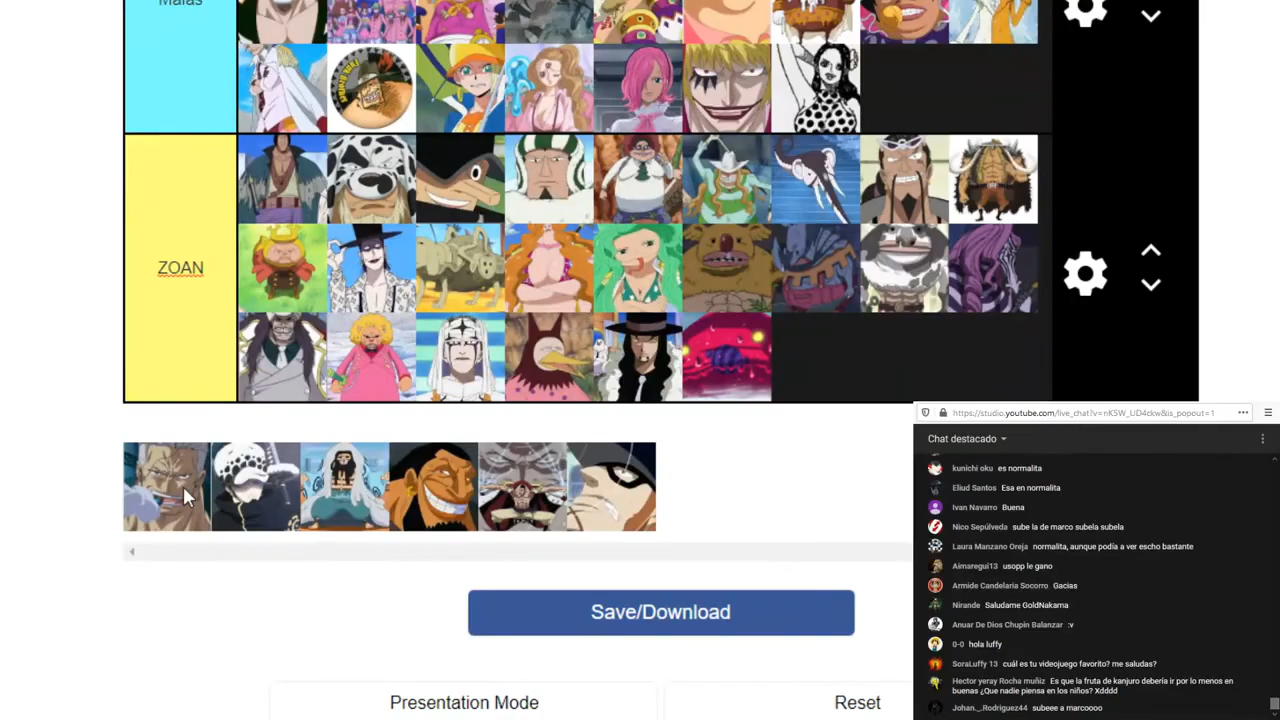 Malas
ZOAN
https://studio.youtube.com/live_chat?v=nKSW_UD4ckw&is_popout=1
Chat destacado
kunichi oku es normalita
Eliud Santos Esa en normalita
Ivan Navarro Buena
Nico Sepúlveda sube la de marco subela subela
Laura Manzano Oreja normalita, aunque podía a ver escho bastante
Aimaregui13 usopp le gano
Armide Candelaria Socorro Gacias
Nirande Saludame GoldNakama
Anuar De Dios Chupin Balanzar :v
0-0 hola luffy
SoraLuffy 13 cuál es tu videojuego favorito? me saludas?
Hector yeray Rocha muñiz Es que la fruta de kanjuro debería ir por lo menos en
buenas ¿Que nadie piensa en los niños? Xdddd
Johan._.Rodriguez44 subeee a marcoooo
Save/Download
Presentation Mode
Reset